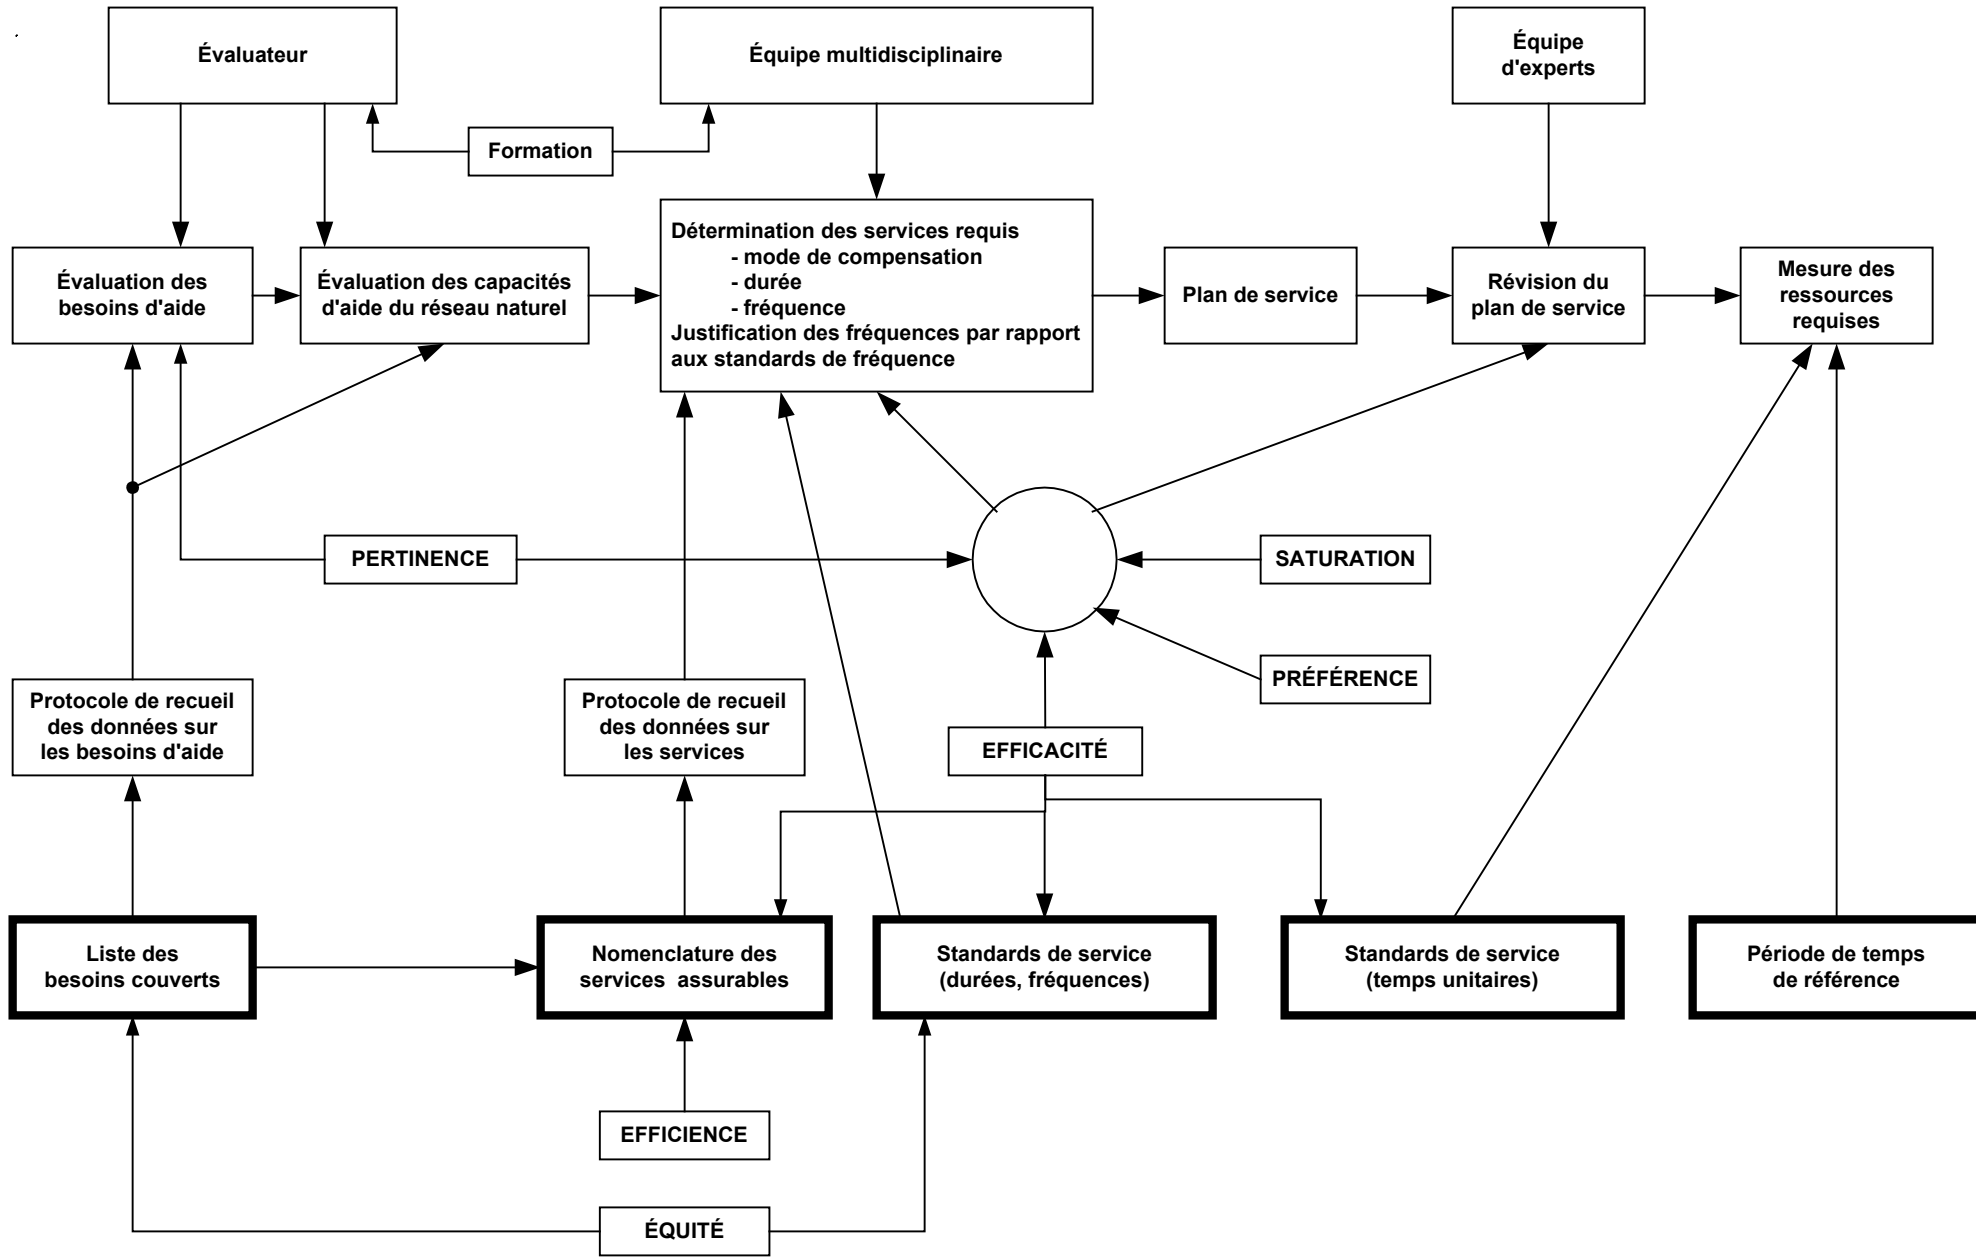 Évaluateur
Équipe multidisciplinaire
Équipe
d'experts
Formation
Évaluation des
besoins d'aide
Évaluation des capacités
d'aide du réseau naturel
Détermination des services requis
- mode de compensation
- durée
- fréquence
Justification des fréquences par rapport
aux standards de fréquence
Plan de service
Révision du
plan de service
Mesure des
ressources
requises
PERTINENCE
SATURATION
PRÉFÉRENCE
Protocole de recueil
des données sur
les besoins d'aide
Protocole de recueil
des données sur
les services
EFFICACITÉ
Liste des
besoins couverts
Nomenclature des
services assurables
Standards de service
(durées, fréquences)
Standards de service
(temps unitaires)
Période de temps
de référence
EFFICIENCE
ÉQUITÉ